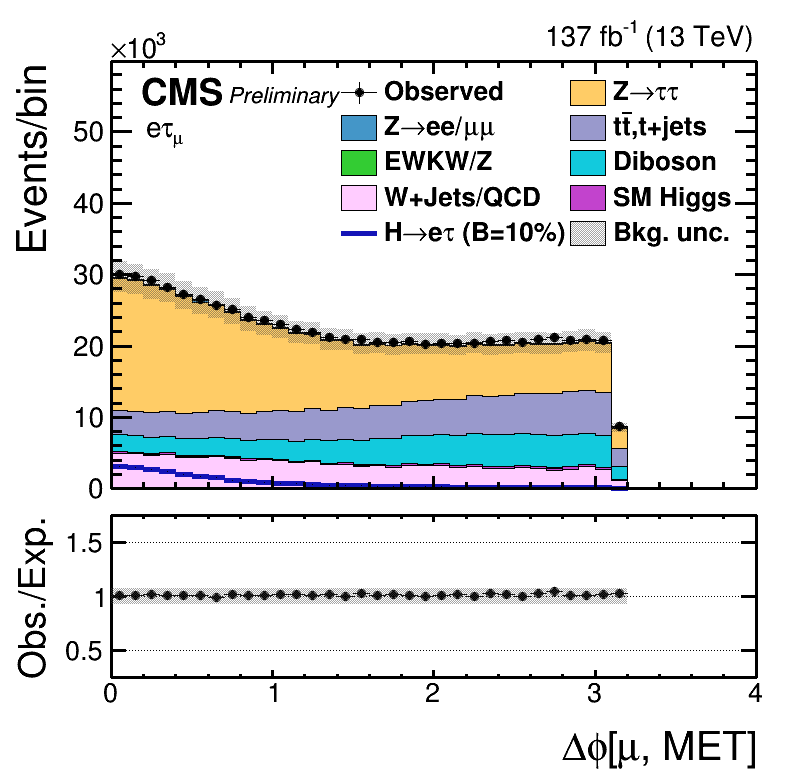 ×10³ 137 fb⁻¹ (13 TeV)
CMS Preliminary
eτμ
Observed Z→ττ
Z→ee/μμ tt̄,t+jets
EWKW/Z Diboson
W+Jets/QCD SM Higgs
H→eτ (B=10%) Bkg. unc.
Events/bin
50
40
30
20
10
0
Obs./Exp.
1.5
1
0.5
0 1 2 3 4
Δϕ[μ, MET]